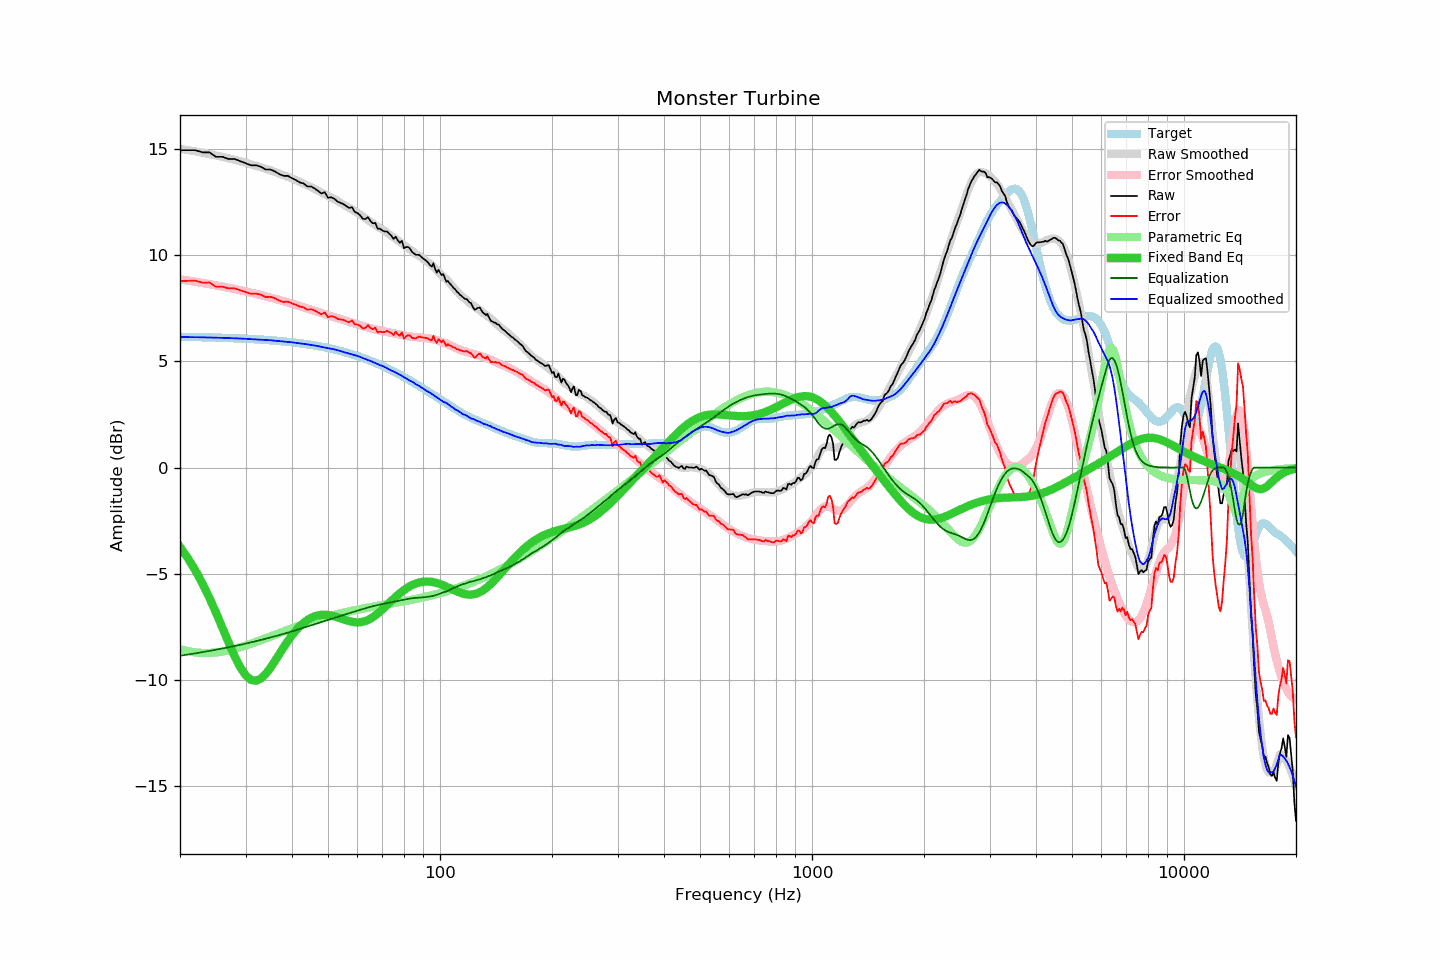 Monster Turbine
Target
Raw Smoothed
Error Smoothed
Raw
Error
Parametric Eq
Fixed Band Eq
Equalization
Equalized smoothed
15
10
5
0
−5
−10
−15
Amplitude (dBr)
100
1000
10000
Frequency (Hz)